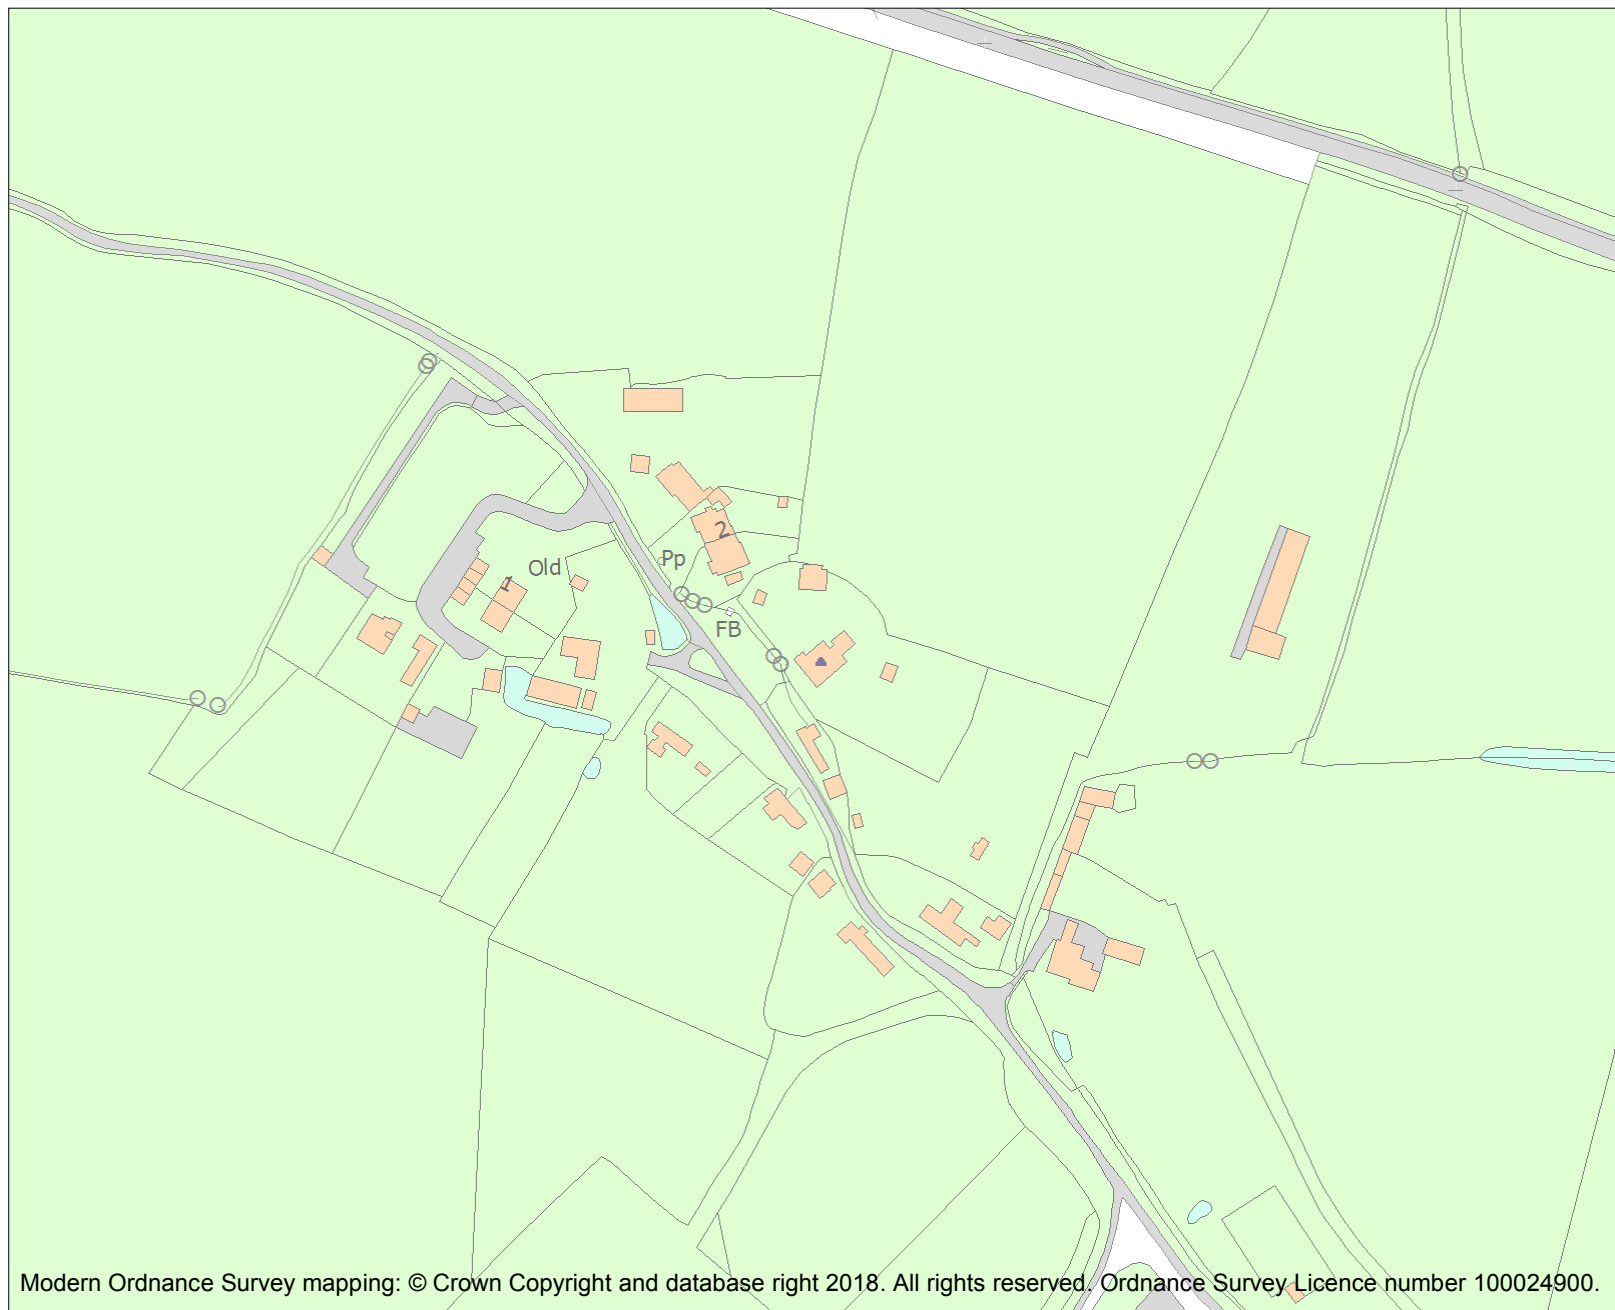 2
Pp
Old
1
FB
Modern Ordnance Survey mapping: © Crown Copyright and database right 2018. All rights reserved. Ordnance Survey Licence number 100024900.